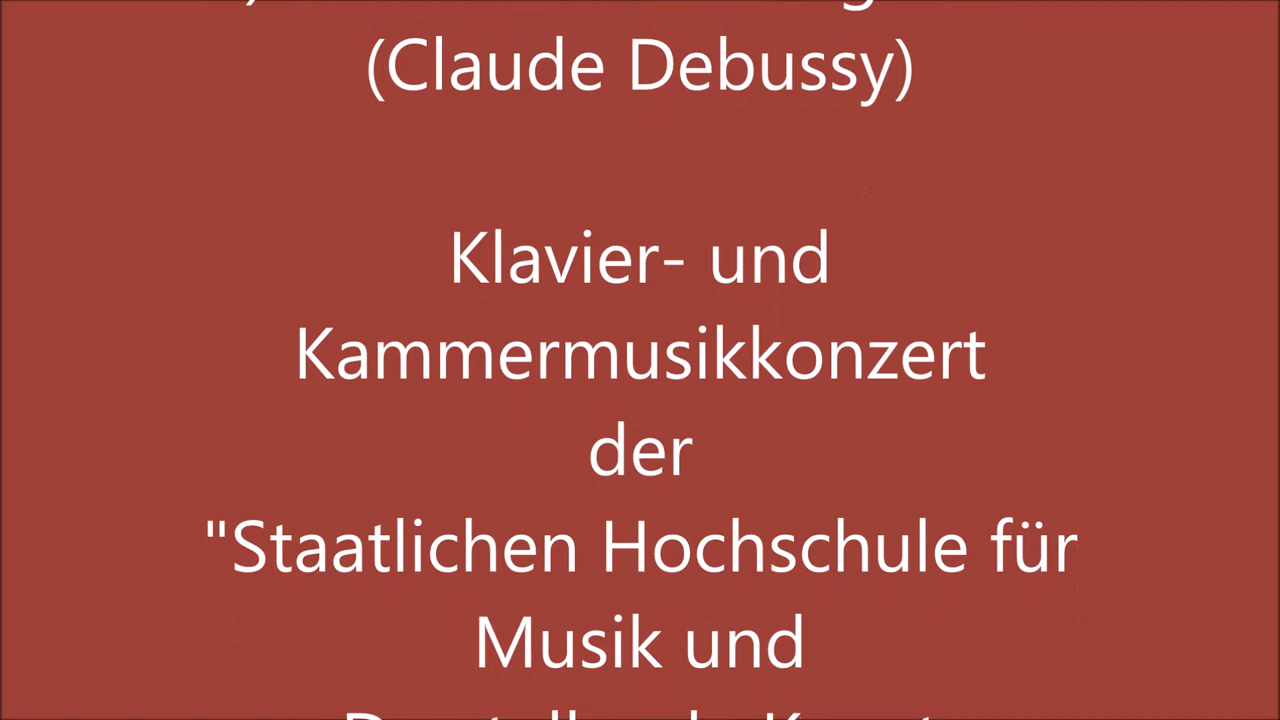 (Claude Debussy)
Klavier- und
Kammermusikkonzert
der
"Staatlichen Hochschule für
Musik und